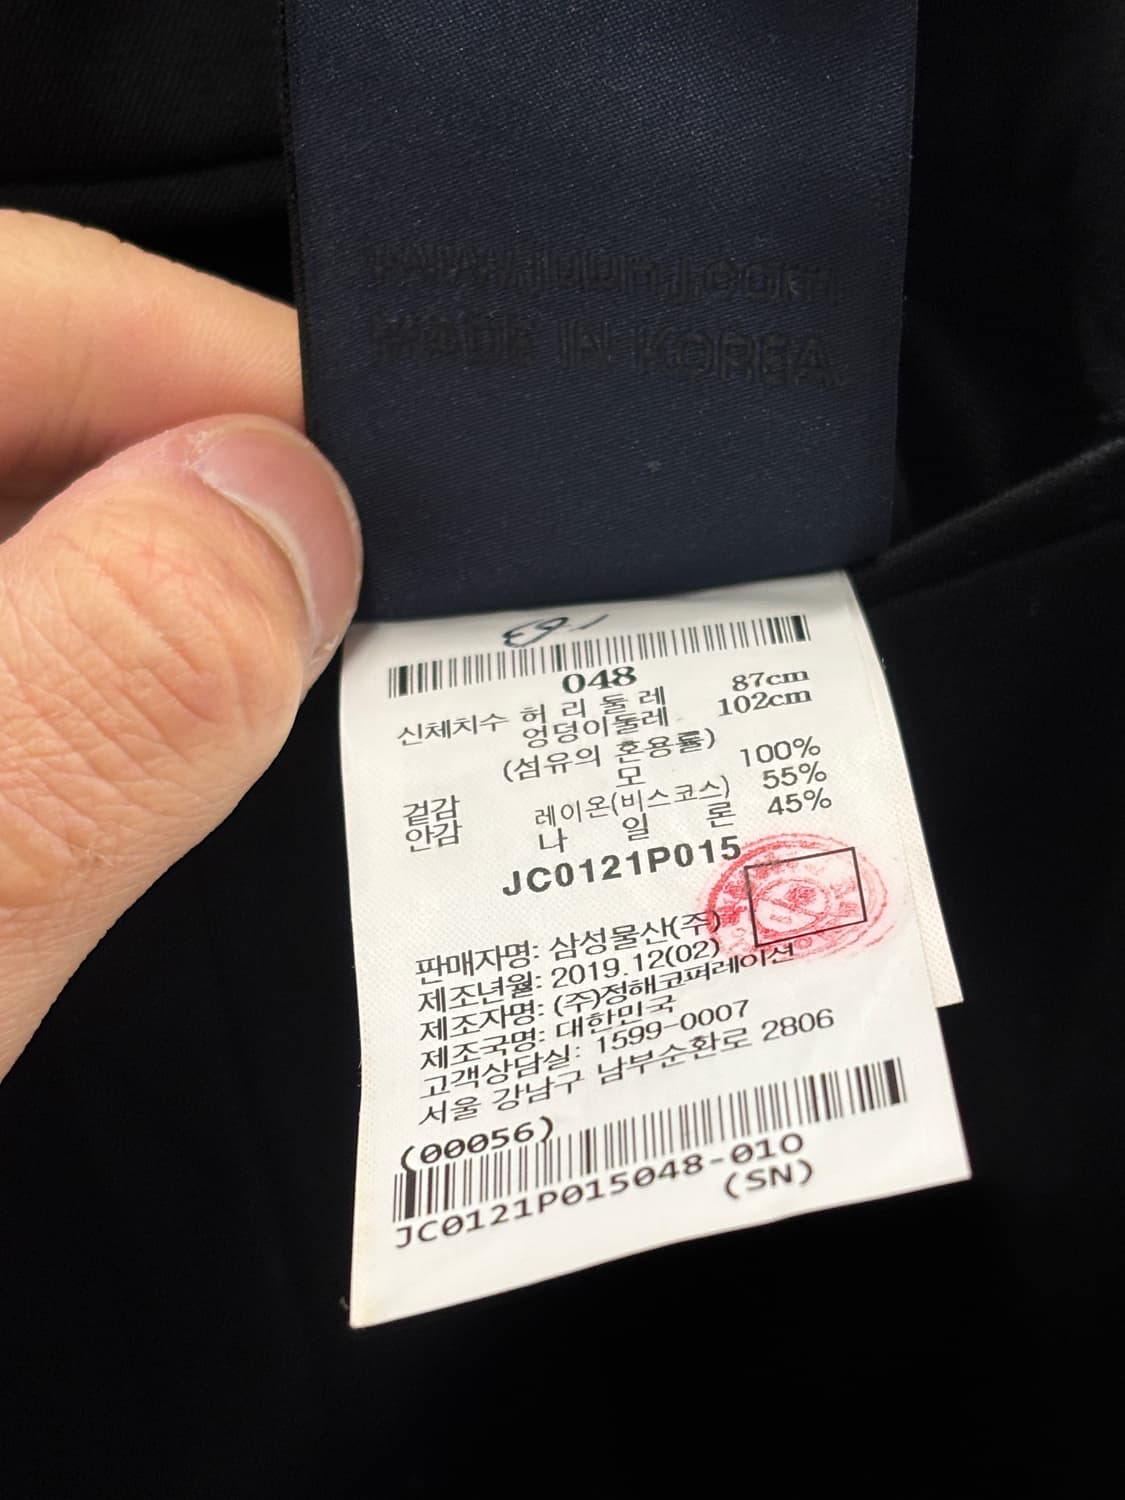 www.juunj.com
MADE IN KOREA.
048
신체치수 허 리 둘 레 87cm
엉덩이둘레 102cm
(섬유의 혼용률)
겉감 모 100%
안감 레이온(비스코스) 55%
나 일 론 45%
JC0121P015
판매자명: 삼성물산(주)
제조년월: 2019.12(02)
제조자명: (주)정해코퍼레이션
제조국명: 대한민국
고객상담실: 1599-0007
서울 강남구 남부순환로 2806
(00056)
JC0121P015048-010
(SN)